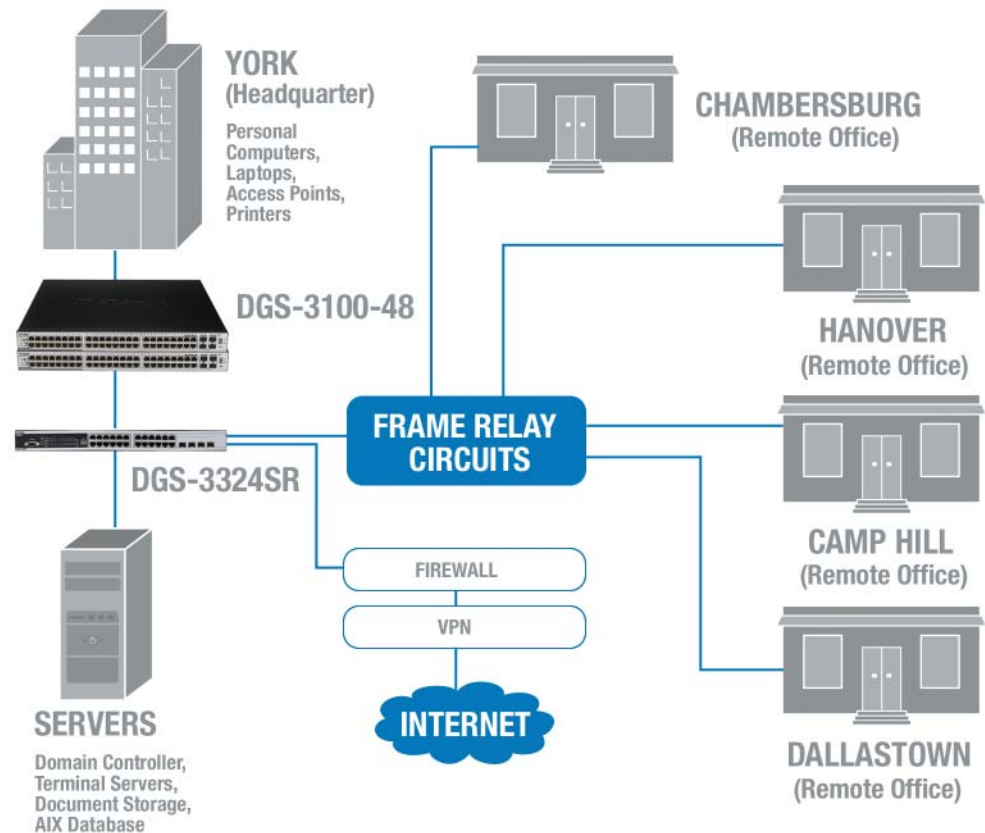 YORK
(Headquarter)
Personal
Computers,
Laptops,
Access Points,
Printers
CHAMBERSBURG
(Remote Office)
DGS-3100-48
HANOVER
(Remote Office)
FRAME RELAY
CIRCUITS
DGS-3324SR
CAMP HILL
(Remote Office)
FIREWALL
VPN
INTERNET
SERVERS
Domain Controller,
Terminal Servers,
Document Storage,
AIX Database
DALLASTOWN
(Remote Office)